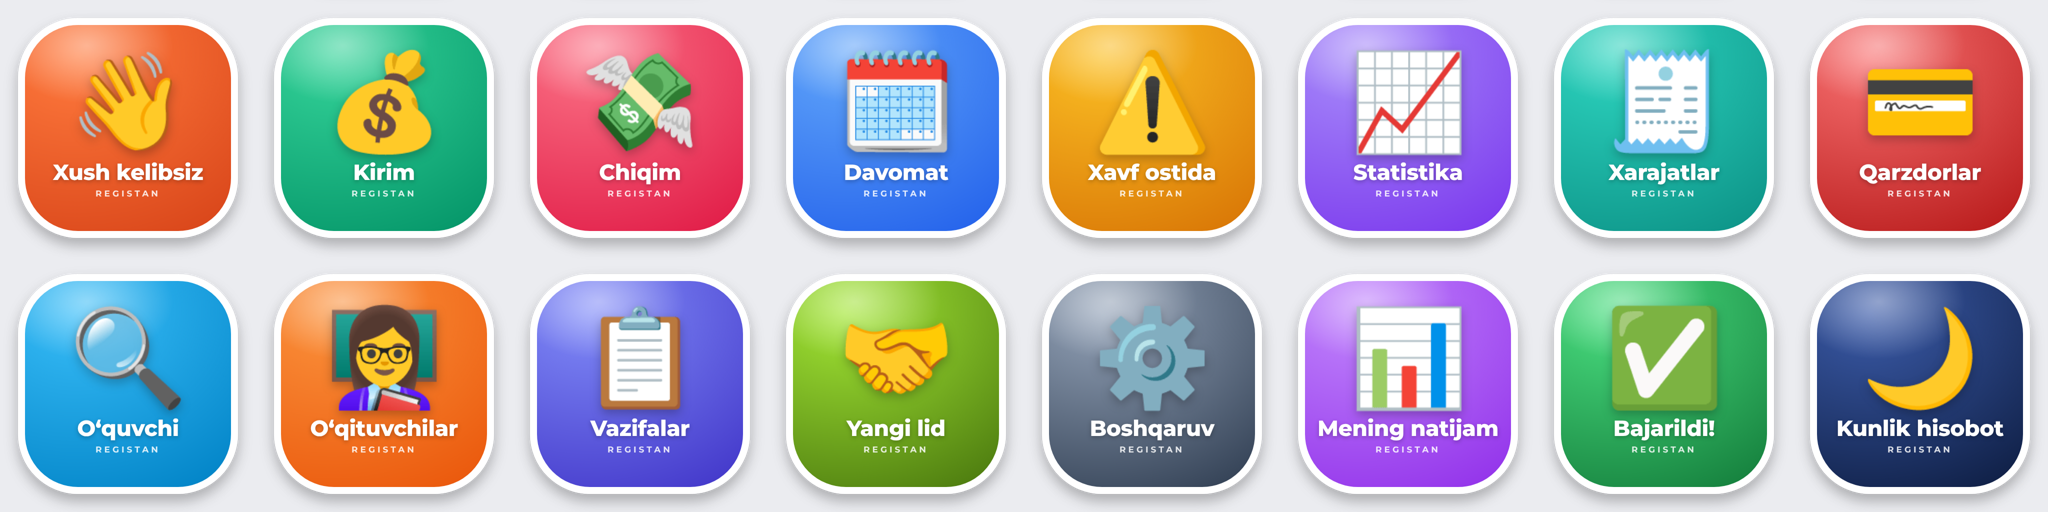 Xush kelibsiz
REGISTAN
$
Kirim
REGISTAN
$
Chiqim
REGISTAN
Davomat
REGISTAN
!
Xavf ostida
REGISTAN
Statistika
REGISTAN
Xarajatlar
REGISTAN
Qarzdorlar
REGISTAN
O‘quvchi
REGISTAN
O‘qituvchilar
REGISTAN
Vazifalar
REGISTAN
Yangi lid
REGISTAN
Boshqaruv
REGISTAN
Mening natijam
REGISTAN
Bajarildi!
REGISTAN
Kunlik hisobot
REGISTAN